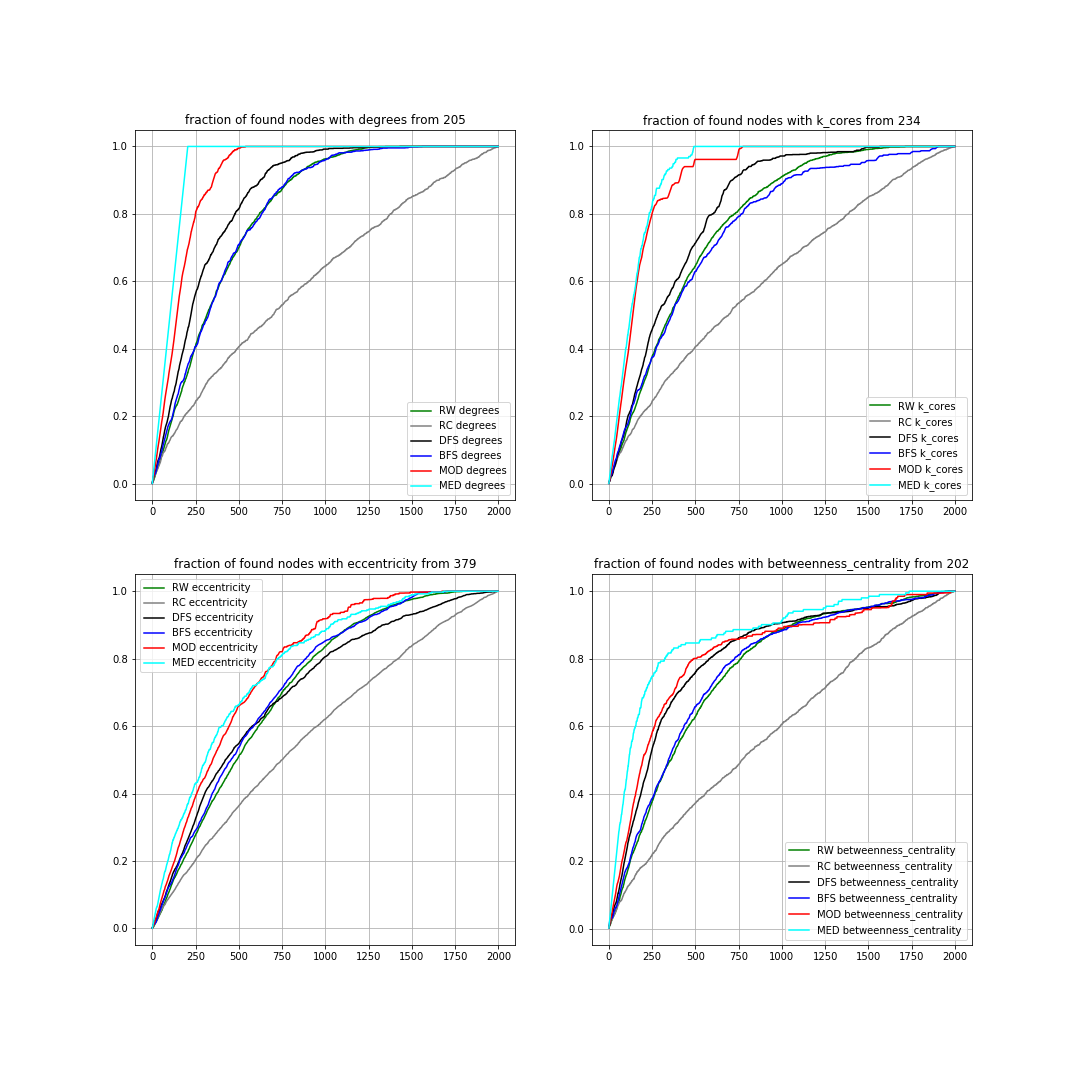 fraction of found nodes with degrees from 205
1.0
0.8
0.6
0.4
0.2
0.0
0 250 500 750 1000 1250 1500 1750 2000
RW degrees
RC degrees
DFS degrees
BFS degrees
MOD degrees
MED degrees
fraction of found nodes with k_cores from 234
1.0
0.8
0.6
0.4
0.2
0.0
0 250 500 750 1000 1250 1500 1750 2000
RW k_cores
RC k_cores
DFS k_cores
BFS k_cores
MOD k_cores
MED k_cores
fraction of found nodes with eccentricity from 379
1.0
0.8
0.6
0.4
0.2
0.0
0 250 500 750 1000 1250 1500 1750 2000
RW eccentricity
RC eccentricity
DFS eccentricity
BFS eccentricity
MOD eccentricity
MED eccentricity
fraction of found nodes with betweenness_centrality from 202
1.0
0.8
0.6
0.4
0.2
0.0
0 250 500 750 1000 1250 1500 1750 2000
RW betweenness_centrality
RC betweenness_centrality
DFS betweenness_centrality
BFS betweenness_centrality
MOD betweenness_centrality
MED betweenness_centrality